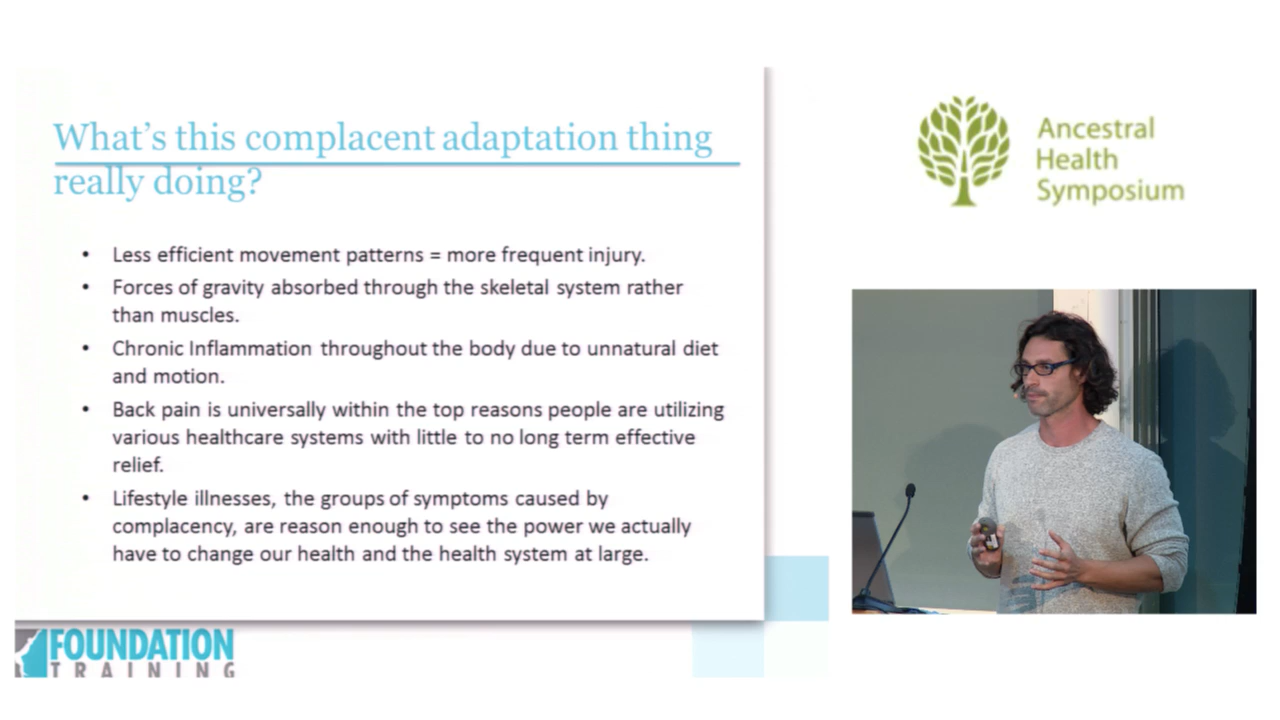 What's this complacent adaptation thing
really doing?
• Less efficient movement patterns = more frequent injury.
• Forces of gravity absorbed through the skeletal system rather
than muscles.
• Chronic Inflammation throughout the body due to unnatural diet
and motion.
• Back pain is universally within the top reasons people are utilizing
various healthcare systems with little to no long term effective
relief.
• Lifestyle illnesses, the groups of symptoms caused by
complacency, are reason enough to see the power we actually
have to change our health and the health system at large.
FOUNDATION
TRAINING
Ancestral
Health
Symposium